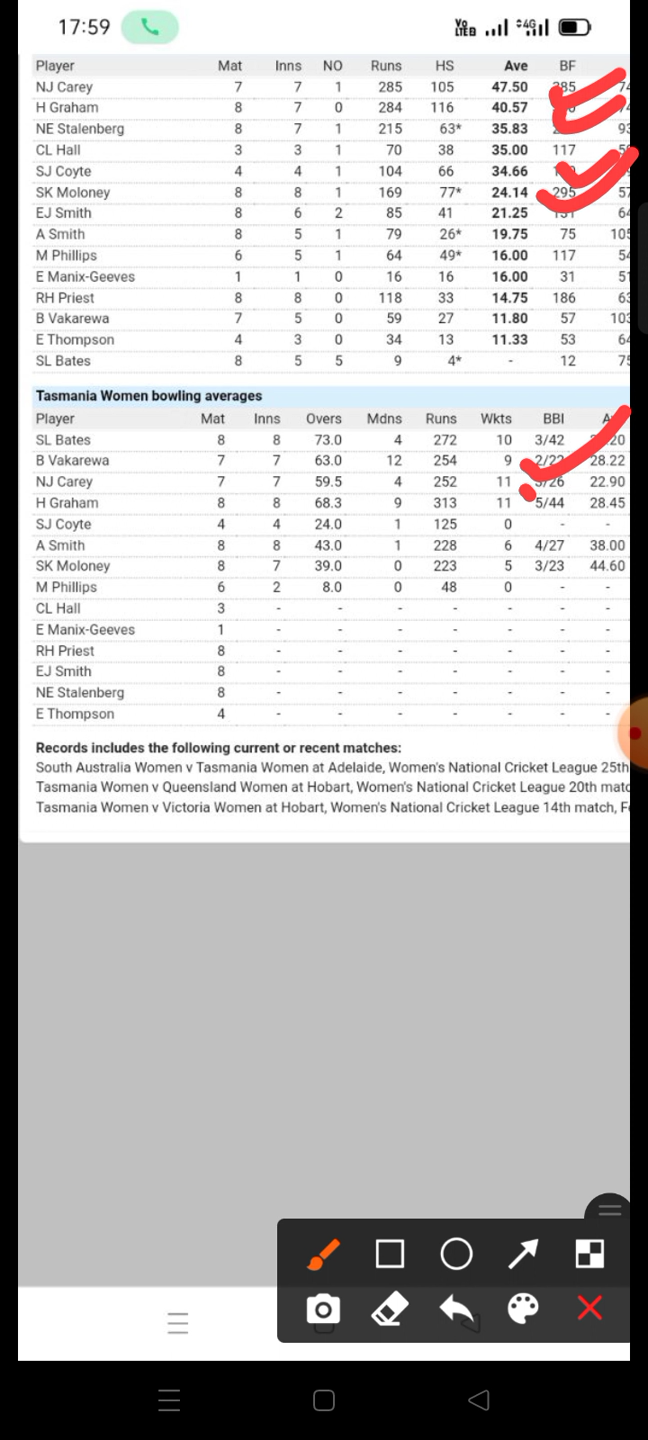 17:59 Vo LTE2 4G
Player Mat Inns NO Runs HS Ave BF
NJ Carey 7 7 1 285 105 47.50 385 74
H Graham 8 7 0 284 116 40.57
NE Stalenberg 8 7 1 215 63* 35.83 93
CL Hall 3 3 1 70 38 35.00 117
SJ Coyte 4 4 1 104 66 34.66
SK Moloney 8 8 1 169 77* 24.14 295 57
EJ Smith 8 6 2 85 41 21.25 131 64
A Smith 8 5 1 79 26* 19.75 75 105
M Phillips 6 5 1 64 49* 16.00 117 54
E Manix-Geeves 1 1 0 16 16 16.00 31 51
RH Priest 8 8 0 118 33 14.75 186 63
B Vakarewa 7 5 0 59 27 11.80 57 103
E Thompson 4 3 0 34 13 11.33 53 64
SL Bates 8 5 5 9 4* - 12 75
Tasmania Women bowling averages
Player Mat Inns Overs Mdns Runs Wkts BBI
SL Bates 8 8 73.0 4 272 10 3/42
B Vakarewa 7 7 63.0 12 254 9 2/22 28.22
NJ Carey 7 7 59.5 4 252 11 3/26 22.90
H Graham 8 8 68.3 9 313 11 5/44 28.45
SJ Coyte 4 4 24.0 1 125 0 - -
A Smith 8 8 43.0 1 228 6 4/27 38.00
SK Moloney 8 7 39.0 0 223 5 3/23 44.60
M Phillips 6 2 8.0 0 48 0 - -
CL Hall 3 - - - - - - -
E Manix-Geeves 1 - - - - - - -
RH Priest 8 - - - - - - -
EJ Smith 8 - - - - - - -
NE Stalenberg 8 - - - - - - -
E Thompson 4 - - - - - - -
Records includes the following current or recent matches:
South Australia Women v Tasmania Women at Adelaide, Women's National Cricket League 25th
Tasmania Women v Queensland Women at Hobart, Women's National Cricket League 20th matc
Tasmania Women v Victoria Women at Hobart, Women's National Cricket League 14th match, Fe